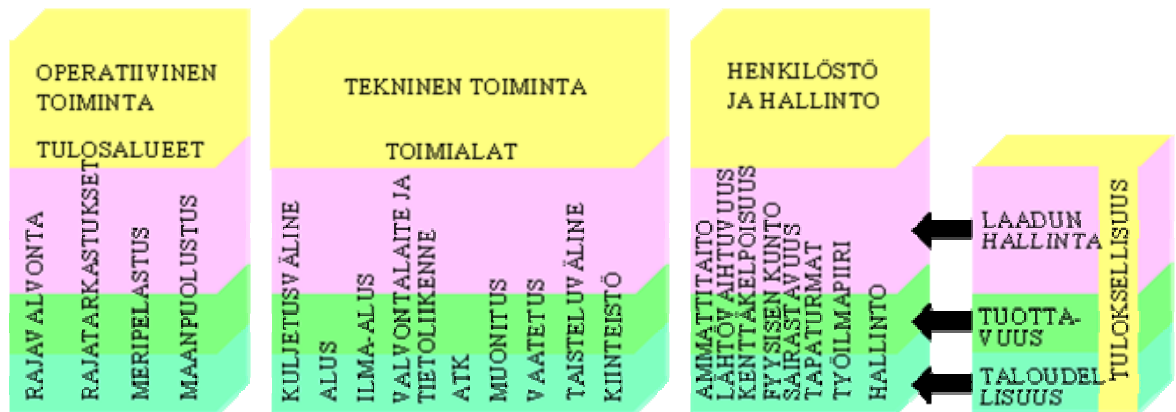 OPERATIIVINEN
TOIMINTA
TULOSALUEET
RAJAVALVONTA
RAJATARKASTUKSET
MERIPELASTUS
MAANPUOLUSTUS
TEKNINEN TOIMINTA
TOIMIALAT
KULJETUSVÄLINE
ALUS
ILMA-ALUS
VALVONTALAITE JA
TIETOLIIKENNE
ATK
MUONITUS
VAATETUS
TAISTELUVÄLINE
KIINTEISTÖ
HENKILÖSTÖ
JA HALLINTO
AMMATTITAITO
LÄHTÖVAIHTUVUUS
KENTTÄKELPOISUUS
FYYSISEN KUNTO
SAIRASTAVUUS
TAPATURMAT
TYÖILMAPIIRI
HALLINTO
LAADUN
HALLINTA
TUOTTA-
VUUS
TALOUDEL
LISUUS
TULOKSELLISUUS